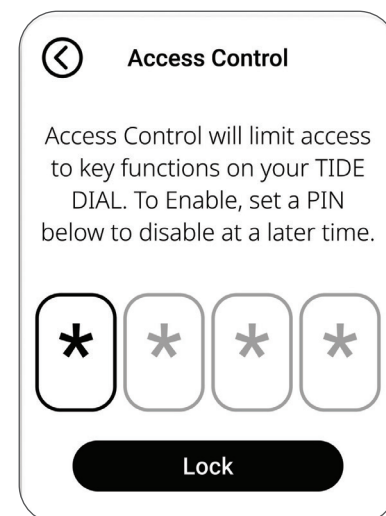 Access Control
Access Control will limit access
to key functions on your TIDE
DIAL. To Enable, set a PIN
below to disable at a later time.
* * * *
Lock